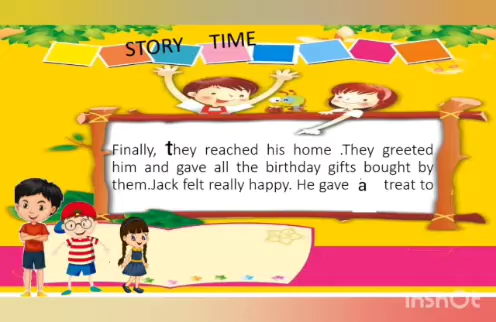 STORY TIME
Finally, they reached his home .They greeted
him and gave all the birthday gifts bought by
them.Jack felt really happy. He gave a treat to
InShOt